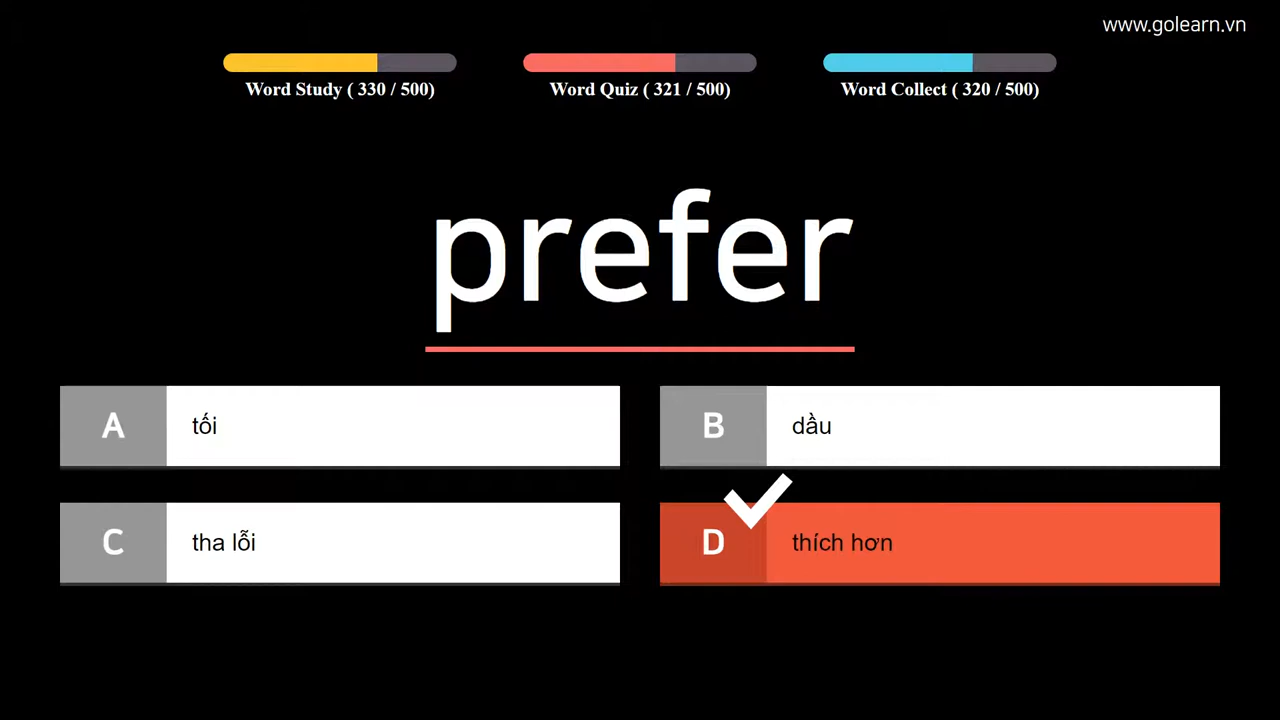 www.golearn.vn
Word Study ( 330 / 500)
Word Quiz ( 321 / 500)
Word Collect ( 320 / 500)
prefer
A tối
B dầu
C tha lỗi
D thích hơn